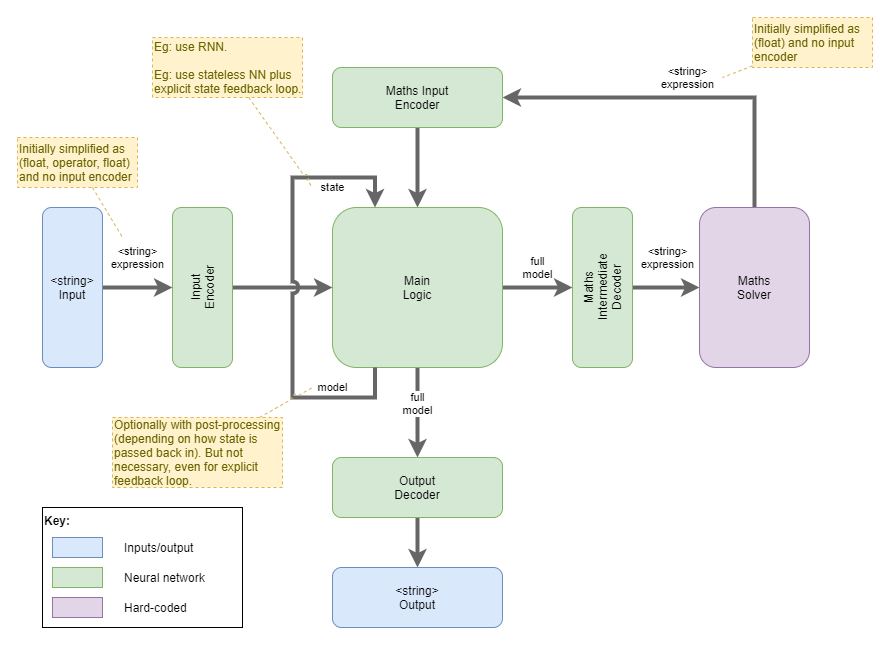 Initially simplified as
(float) and no input
encoder
Eg: use RNN.
Eg: use stateless NN plus
explicit state feedback loop.
<string>
expression
Maths Input
Encoder
Initially simplified as
(float, operator, float)
and no input encoder
state
<string>
expression
<string>
Input
Input
Encoder
Main
Logic
full
model
Maths
Intermediate
Decoder
<string>
expression
Maths
Solver
model
full
model
Optionally with post-processing
(depending on how state is
passed back in). But not
necessary, even for explicit
feedback loop.
Output
Decoder
Key:
Inputs/output
Neural network
Hard-coded
<string>
Output